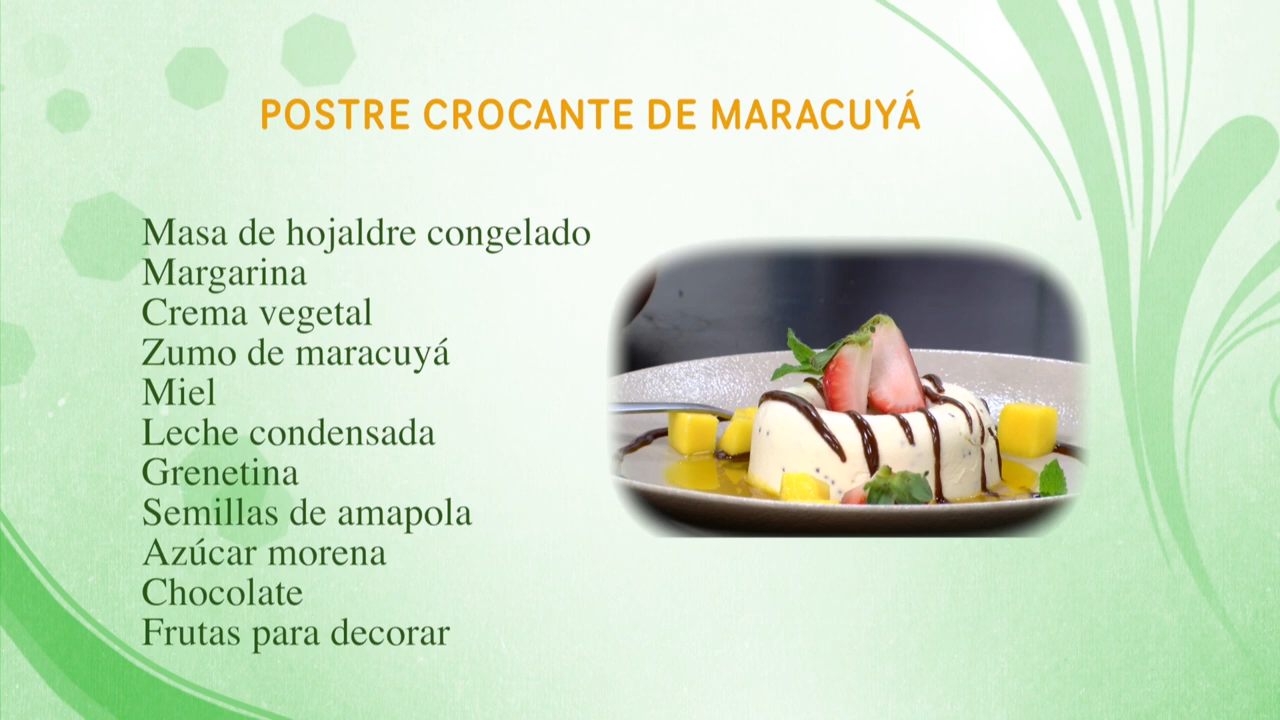 POSTRE CROCANTE DE MARACUYÁ
Masa de hojaldre congelado
Margarina
Crema vegetal
Zumo de maracuyá
Miel
Leche condensada
Grenetina
Semillas de amapola
Azúcar morena
Chocolate
Frutas para decorar